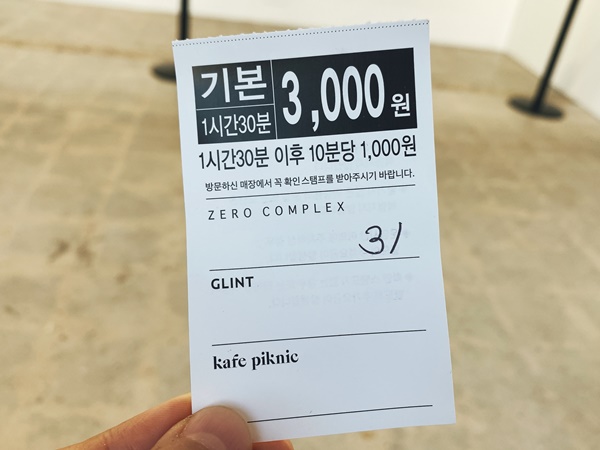 기본
1시간30분
3,000 원
1시간30분 이후 10분당 1,000원
방문하신 매장에서 꼭 확인 스탬프를 받아주시기 바랍니다.
ZERO COMPLEX
31
GLINT
kafe piknic